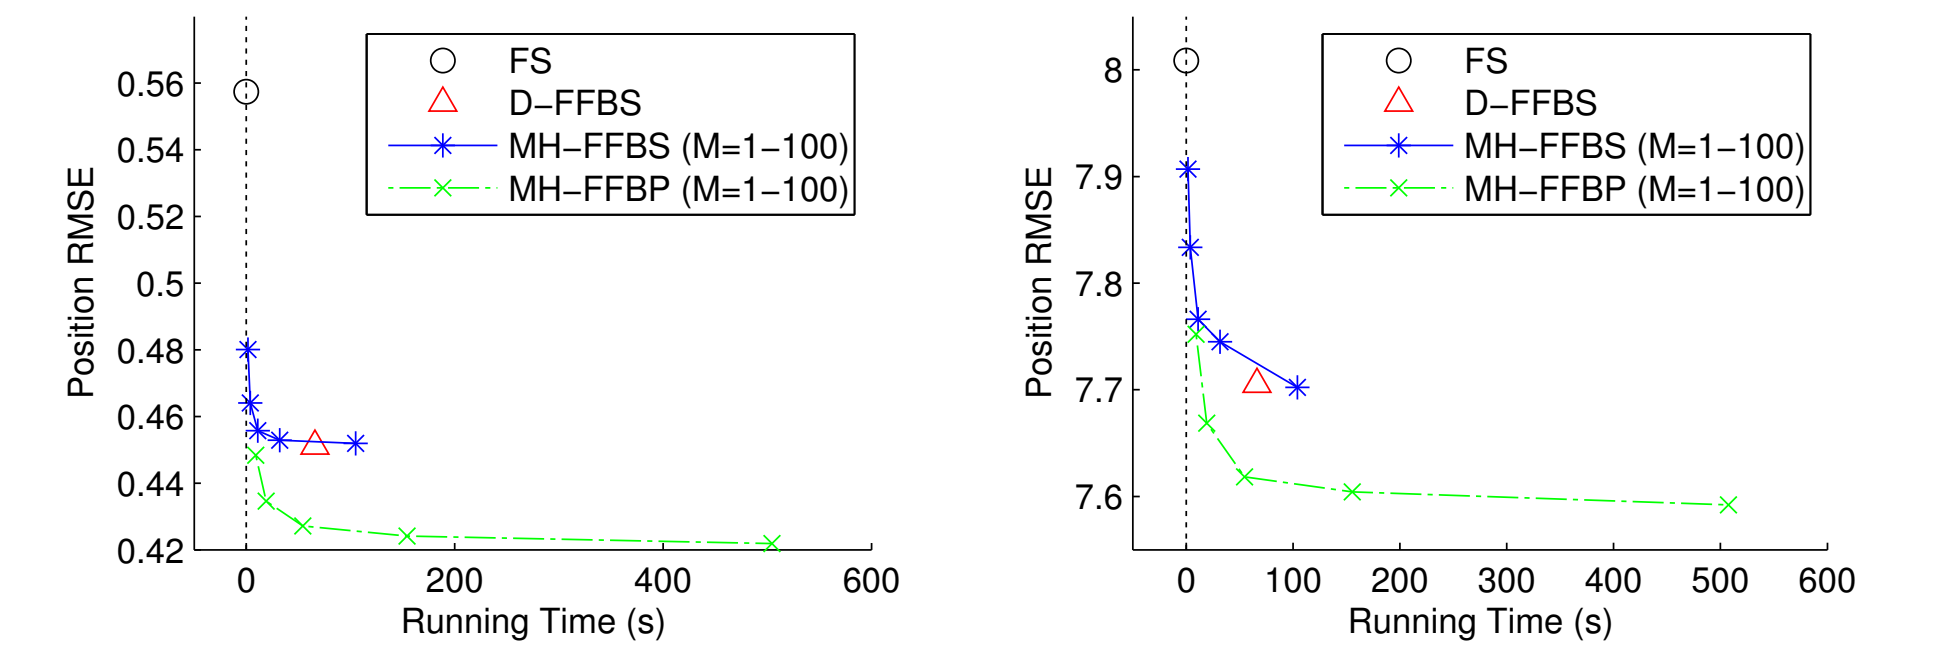 FS
D−FFBS
MH−FFBS (M=1−100)
MH−FFBP (M=1−100)
0.56
0.54
0.52
0.5
0.48
0.46
0.44
0.42
Position RMSE
0
200
400
600
Running Time (s)
FS
D−FFBS
MH−FFBS (M=1−100)
MH−FFBP (M=1−100)
8
7.9
7.8
7.7
7.6
Position RMSE
0
100
200
300
400
500
600
Running Time (s)